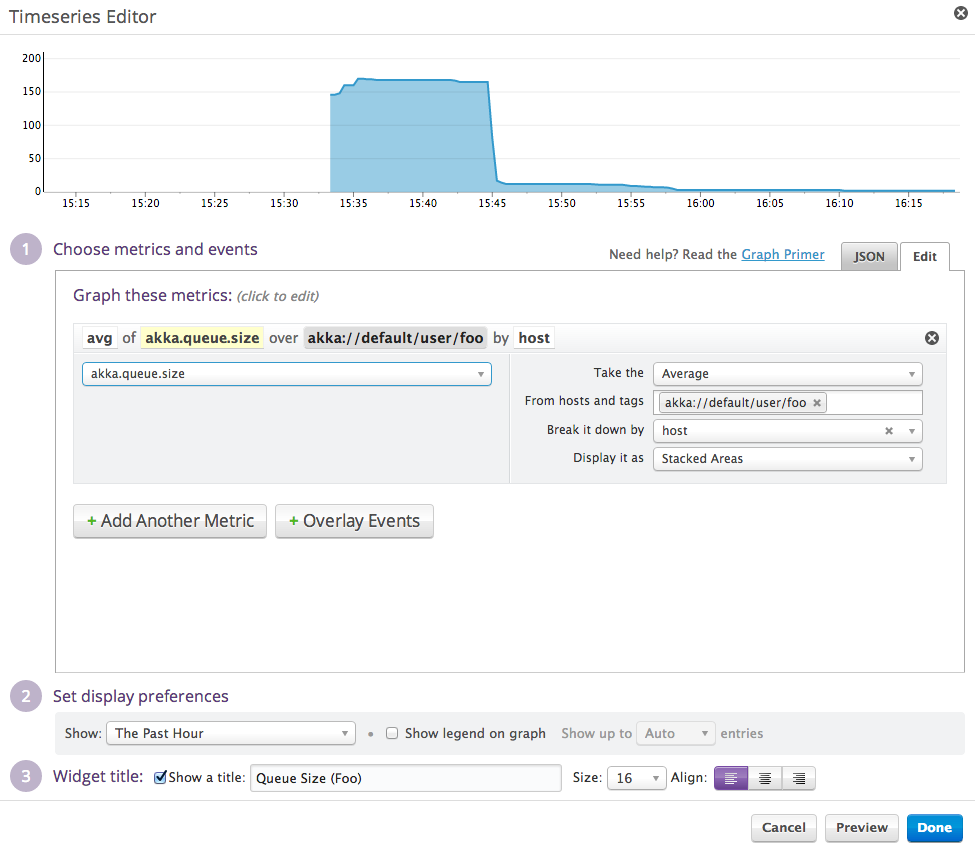 Timeseries Editor
200
150
100
50
0
15:15 15:20 15:25 15:30 15:35 15:40 15:45 15:50 15:55 16:00 16:05 16:10 16:15
1 Choose metrics and events
Need help? Read the Graph Primer
JSON Edit
Graph these metrics: (click to edit)
avg of akka.queue.size over akka://default/user/foo by host
akka.queue.size
Take the Average
From hosts and tags akka://default/user/foo
Break it down by host
Display it as Stacked Areas
+ Add Another Metric + Overlay Events
2 Set display preferences
Show: The Past Hour • Show legend on graph Show up to Auto entries
3 Widget title: Show a title: Queue Size (Foo) Size: 16 Align:
Cancel Preview Done